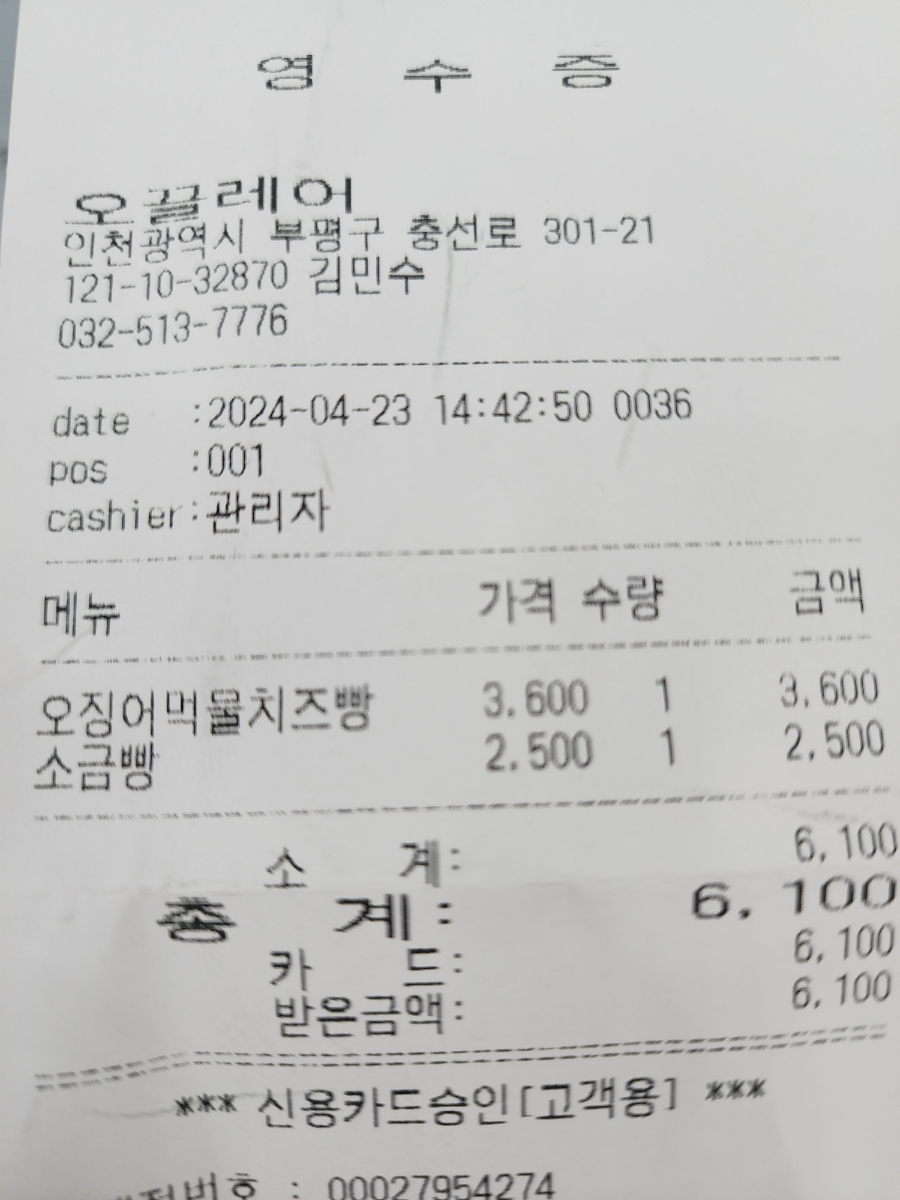 영 수 증
오끌레어
인천광역시 부평구 충선로 301-21
121-10-32870 김민수
032-513-7776
date :2024-04-23 14:42:50 0036
pos :001
cashier:관리자
메뉴 가격 수량 금액
오징어먹물치즈빵 3,600 1 3,600
소금빵 2,500 1 2,500
소 계: 6,100
총 계: 6,100
카 드: 6,100
받은금액: 6,100
*** 신용카드승인[고객용] ***
: 00027954274